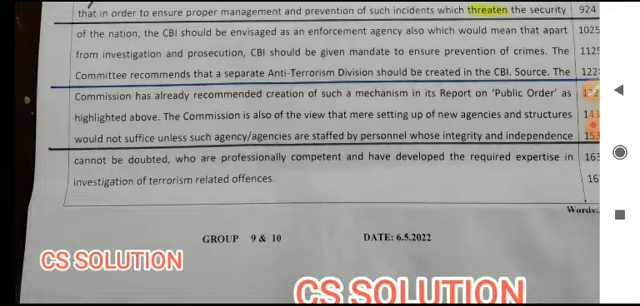 that in order to ensure proper management and prevention of such incidents which threaten the security 924
of the nation, the CBI should be envisaged as an enforcement agency also which would mean that apart 1025
from investigation and prosecution, CBI should be given mandate to ensure prevention of crimes. The 1125
Committee recommends that a separate Anti-Terrorism Division should be created in the CBI. Source. The 122
Commission has already recommended creation of such a mechanism in its Report on 'Public Order' as
highlighted above. The Commission is also of the view that mere setting up of new agencies and structures 143
would not suffice unless such agency/agencies are staffed by personnel whose integrity and independence 153
cannot be doubted, who are professionally competent and have developed the required expertise in 163
investigation of terrorism related offences. 16
Words:
GROUP 9 & 10 DATE: 6.5.2022
CS SOLUTION
CS SOLUTION